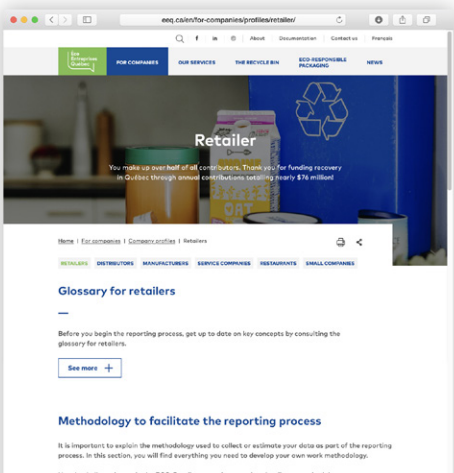 eeq.ca/en/for-companies/profiles/retailer/
About Documentation Contact us Français
Éco Entreprises Québec
FOR COMPANIES OUR SERVICES THE RECYCLE BIN ECO-RESPONSIBLE PACKAGING NEWS
OAT
Retailer
You make up over half of all contributors. Thank you for funding recovery
in Québec through annual contributions totalling nearly $76 million!
Home | For companies | Company profiles | Retailers
RETAILERS DISTRIBUTORS MANUFACTURERS SERVICE COMPANIES RESTAURANTS SMALL COMPANIES
Glossary for retailers
Before you begin the reporting process, get up to date on key concepts by consulting the
glossary for retailers.
See more +
Methodology to facilitate the reporting process
It is important to explain the methodology used to collect or estimate your data as part of the reporting
process. In this section, you will find everything you need to develop your own work methodology.